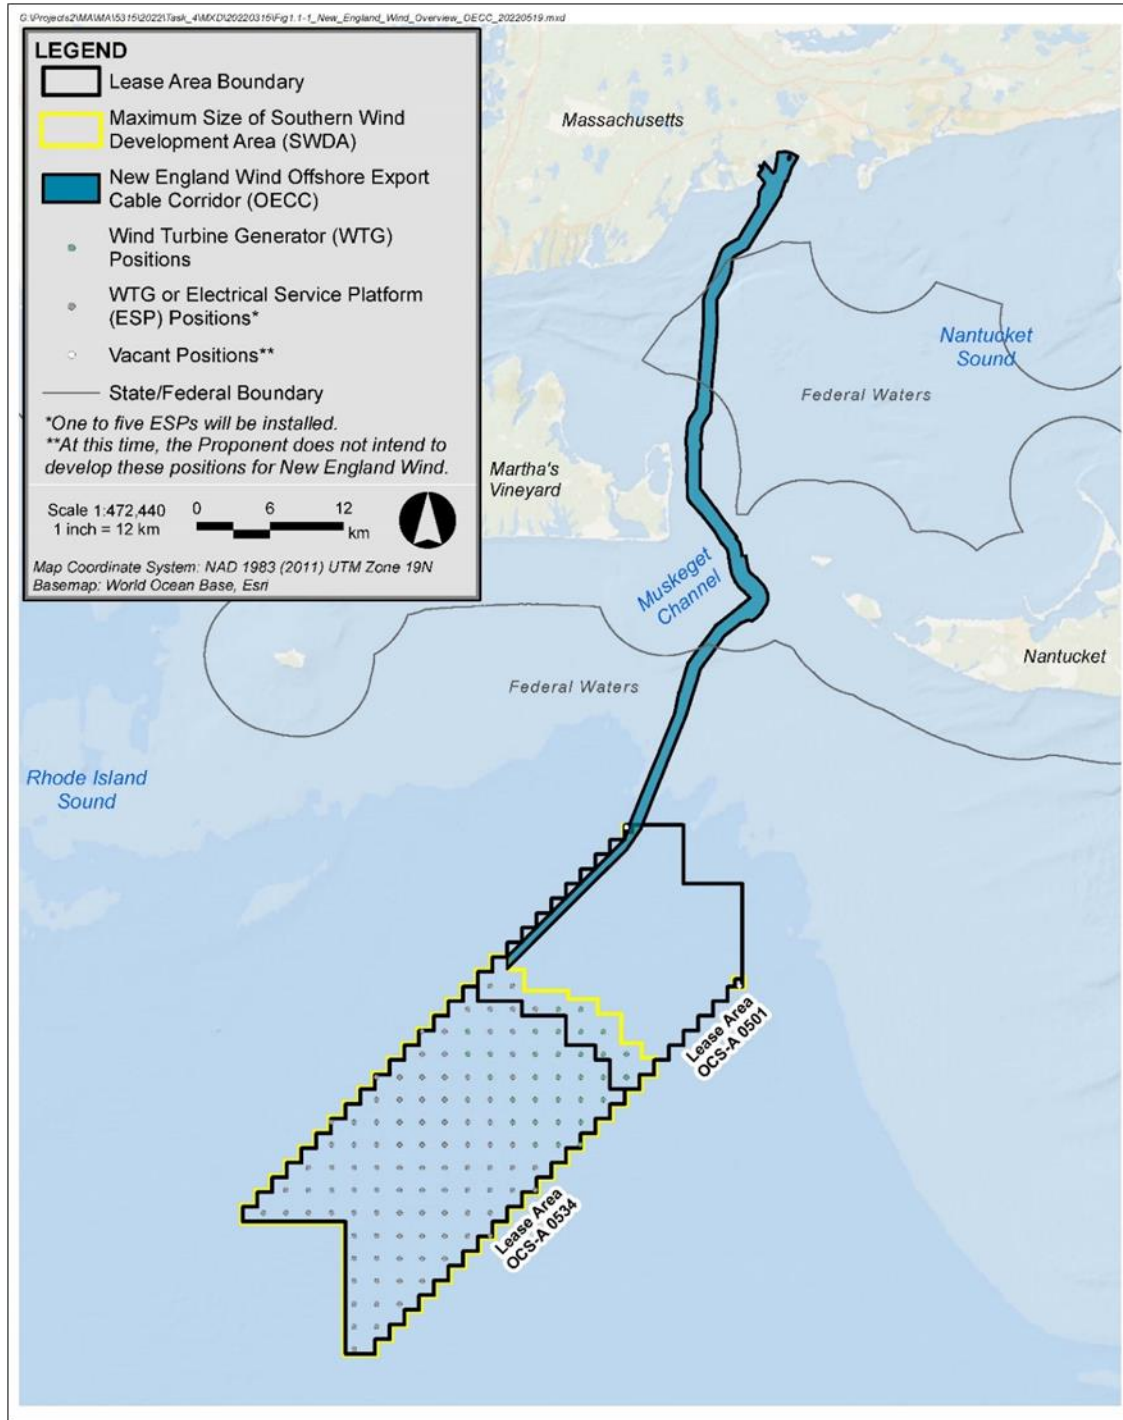 G:\Projects2\MA\MA\5315\2022\Task_4\MXD\20220315\Fig1.1-1_New_England_Wind_Overview_OECC_20220519.mxd
LEGEND
Lease Area Boundary
Maximum Size of Southern Wind
Development Area (SWDA)
New England Wind Offshore Export
Cable Corridor (OECC)
Wind Turbine Generator (WTG)
Positions
WTG or Electrical Service Platform
(ESP) Positions*
Vacant Positions**
State/Federal Boundary
*One to five ESPs will be installed.
**At this time, the Proponent does not intend to
develop these positions for New England Wind.
Scale 1:472,440
1 inch = 12 km
0 6 12
km
Map Coordinate System: NAD 1983 (2011) UTM Zone 19N
Basemap: World Ocean Base, Esri
Massachusetts
Nantucket
Sound
Federal Waters
Martha's
Vineyard
Muskeget
Channel
Nantucket
Federal Waters
Rhode Island
Sound
Lease Area
OCS-A 0501
Lease Area
OCS-A 0534